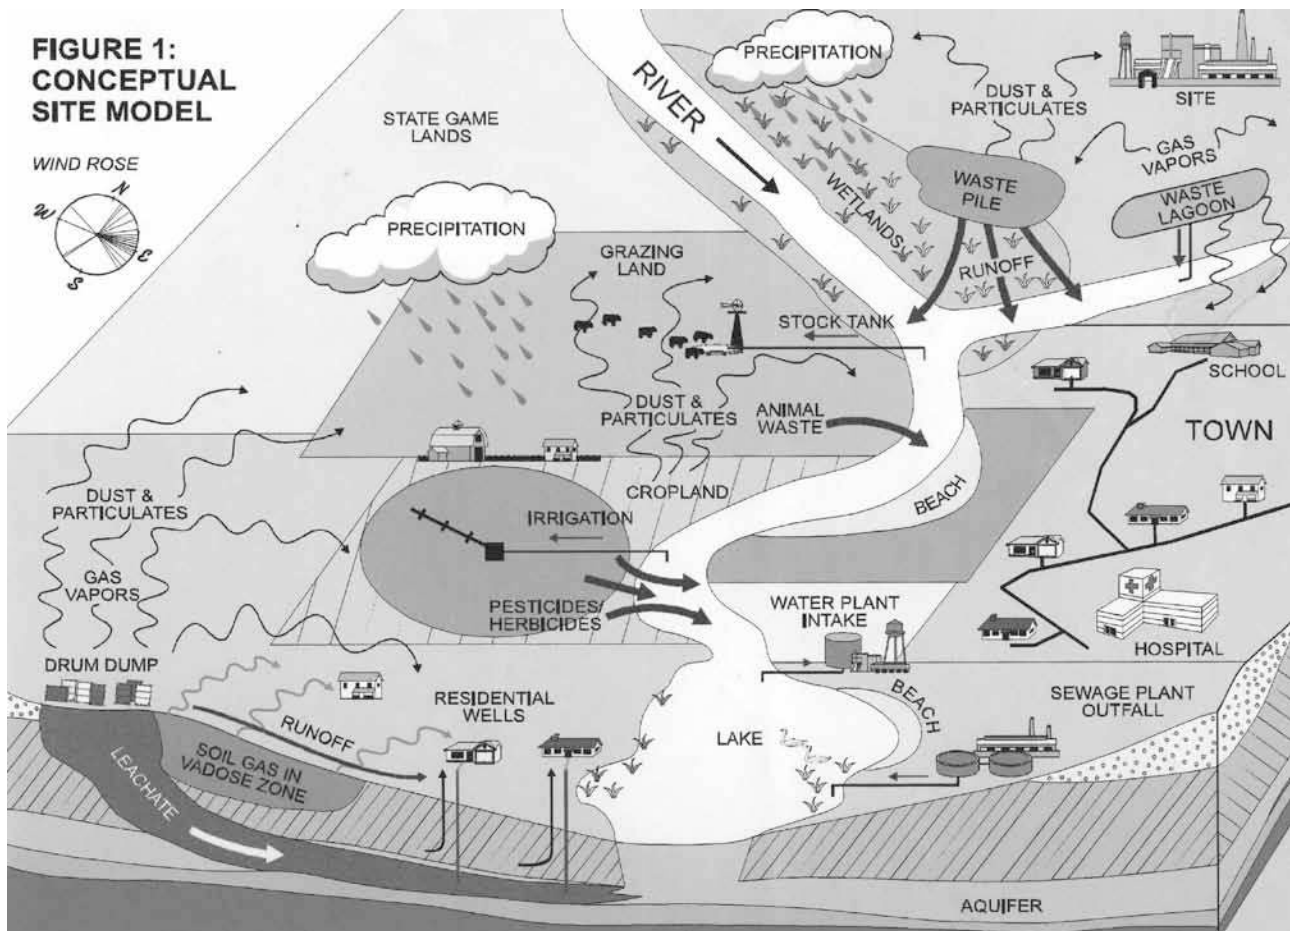 FIGURE 1:
CONCEPTUAL
SITE MODEL
WIND ROSE
N
W
E
S
STATE GAME
LANDS
PRECIPITATION
RIVER
PRECIPITATION
DUST &
PARTICULATES
SITE
GAS
VAPORS
WETLANDS
WASTE
PILE
WASTE
LAGOON
RUNOFF
GRAZING
LAND
STOCK TANK
SCHOOL
DUST &
PARTICULATES
ANIMAL
WASTE
TOWN
CROPLAND
BEACH
DUST &
PARTICULATES
IRRIGATION
GAS
VAPORS
PESTICIDES/
HERBICIDES
WATER PLANT
INTAKE
HOSPITAL
DRUM DUMP
RESIDENTIAL
WELLS
BEACH
SEWAGE PLANT
OUTFALL
RUNOFF
LAKE
SOIL GAS IN
VADOSE ZONE
LEACHATE
AQUIFER